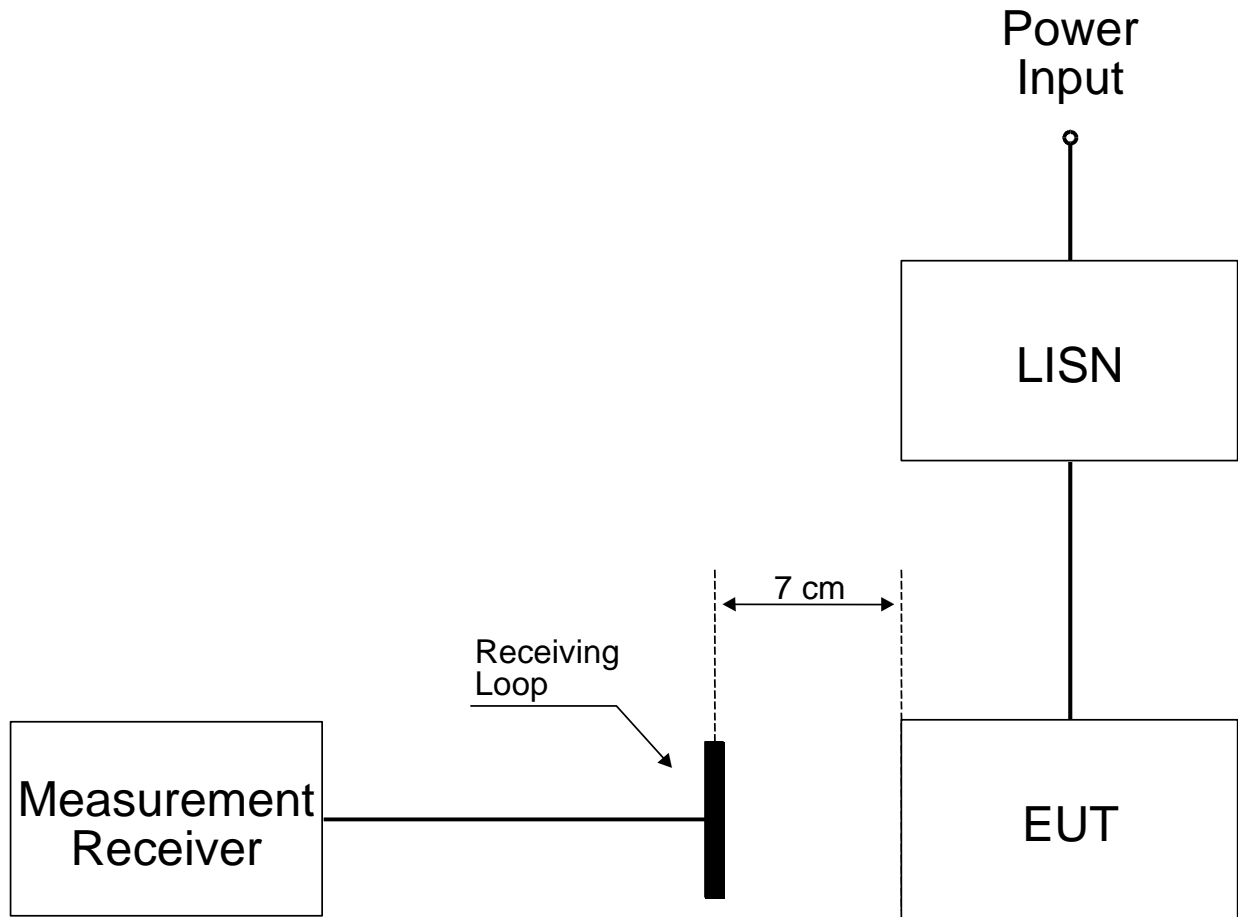 Power
Input
LISN
7 cm
Receiving
Loop
Measurement
Receiver
EUT